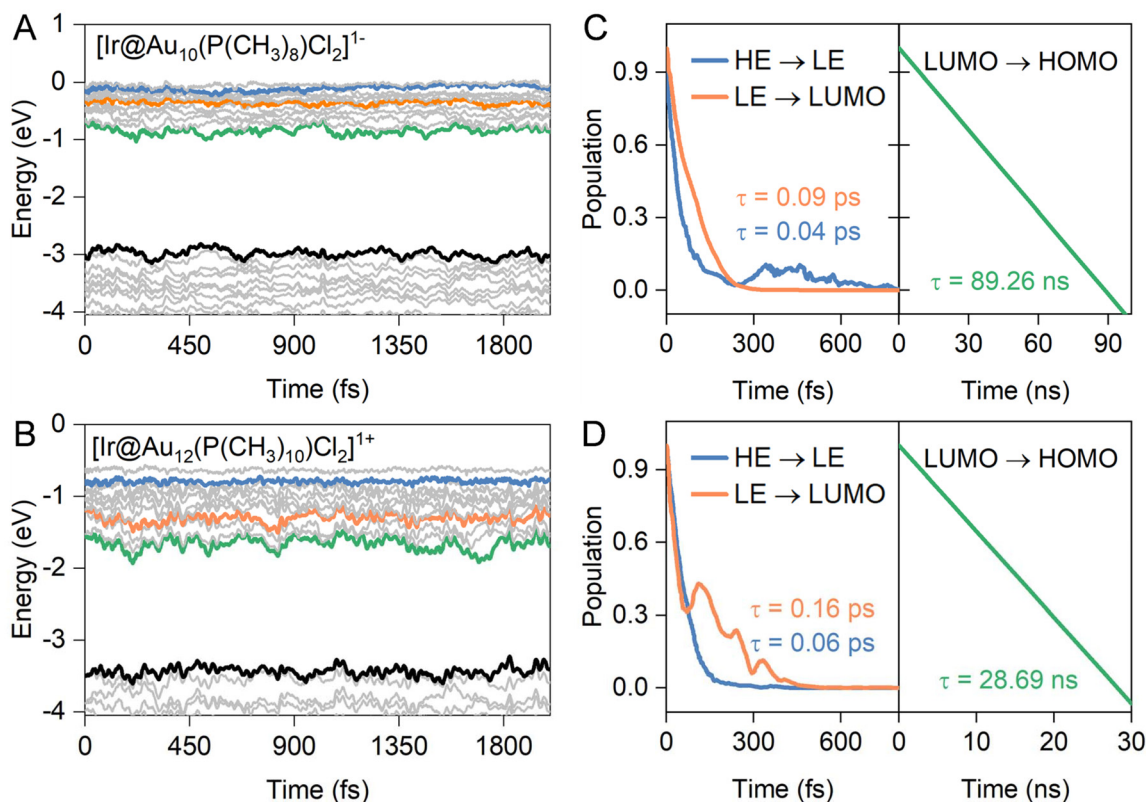 A
[Ir@Au10(P(CH3)8)Cl2]1-
Energy (eV)
1
0
-1
-2
-3
-4
0
450
900
1350
1800
Time (fs)
B
[Ir@Au12(P(CH3)10)Cl2]1+
Energy (eV)
0
-1
-2
-3
-4
0
450
900
1350
1800
Time (fs)
C
HE → LE
LE → LUMO
LUMO → HOMO
Population
0.9
0.6
0.3
0.0
τ = 0.09 ps
τ = 0.04 ps
τ = 89.26 ns
0
300
600
0
30
60
90
Time (fs)
Time (ns)
D
HE → LE
LE → LUMO
LUMO → HOMO
Population
0.9
0.6
0.3
0.0
τ = 0.16 ps
τ = 0.06 ps
τ = 28.69 ns
0
300
600
0
10
20
30
Time (fs)
Time (ns)